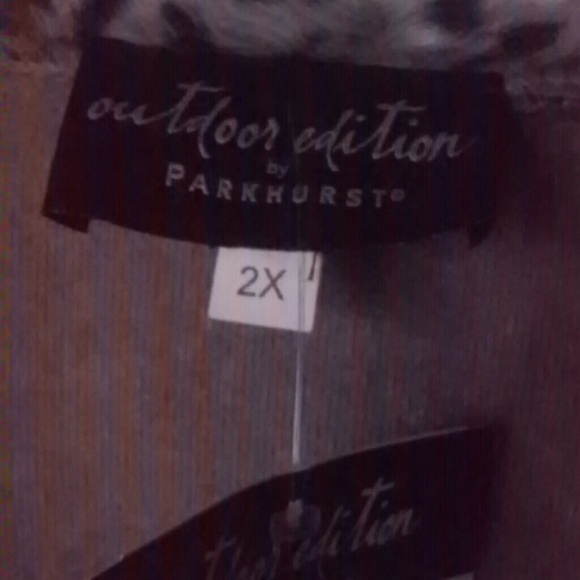 outdoor edition
by
PARKHURST®
2X
edition